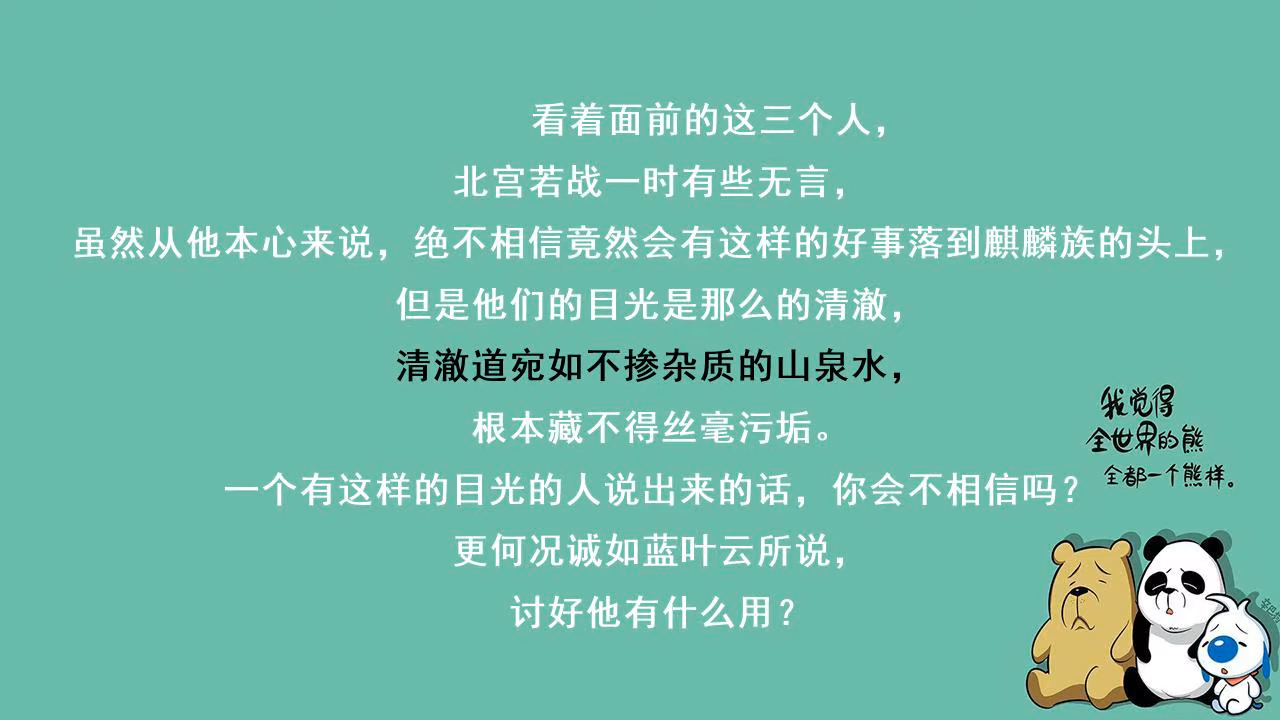 看着面前的这三个人，
北宫若战一时有些无言，
虽然从他本心来说，绝不相信竟然会有这样的好事落到麒麟族的头上，
但是他们的目光是那么的清澈，
清澈道宛如不掺杂质的山泉水，
根本藏不得丝毫污垢。
一个有这样的目光的人说出来的话，你会不相信吗？
更何况诚如蓝叶云所说，
讨好他有什么用？
我觉得
全世界的熊
全都一个熊样。